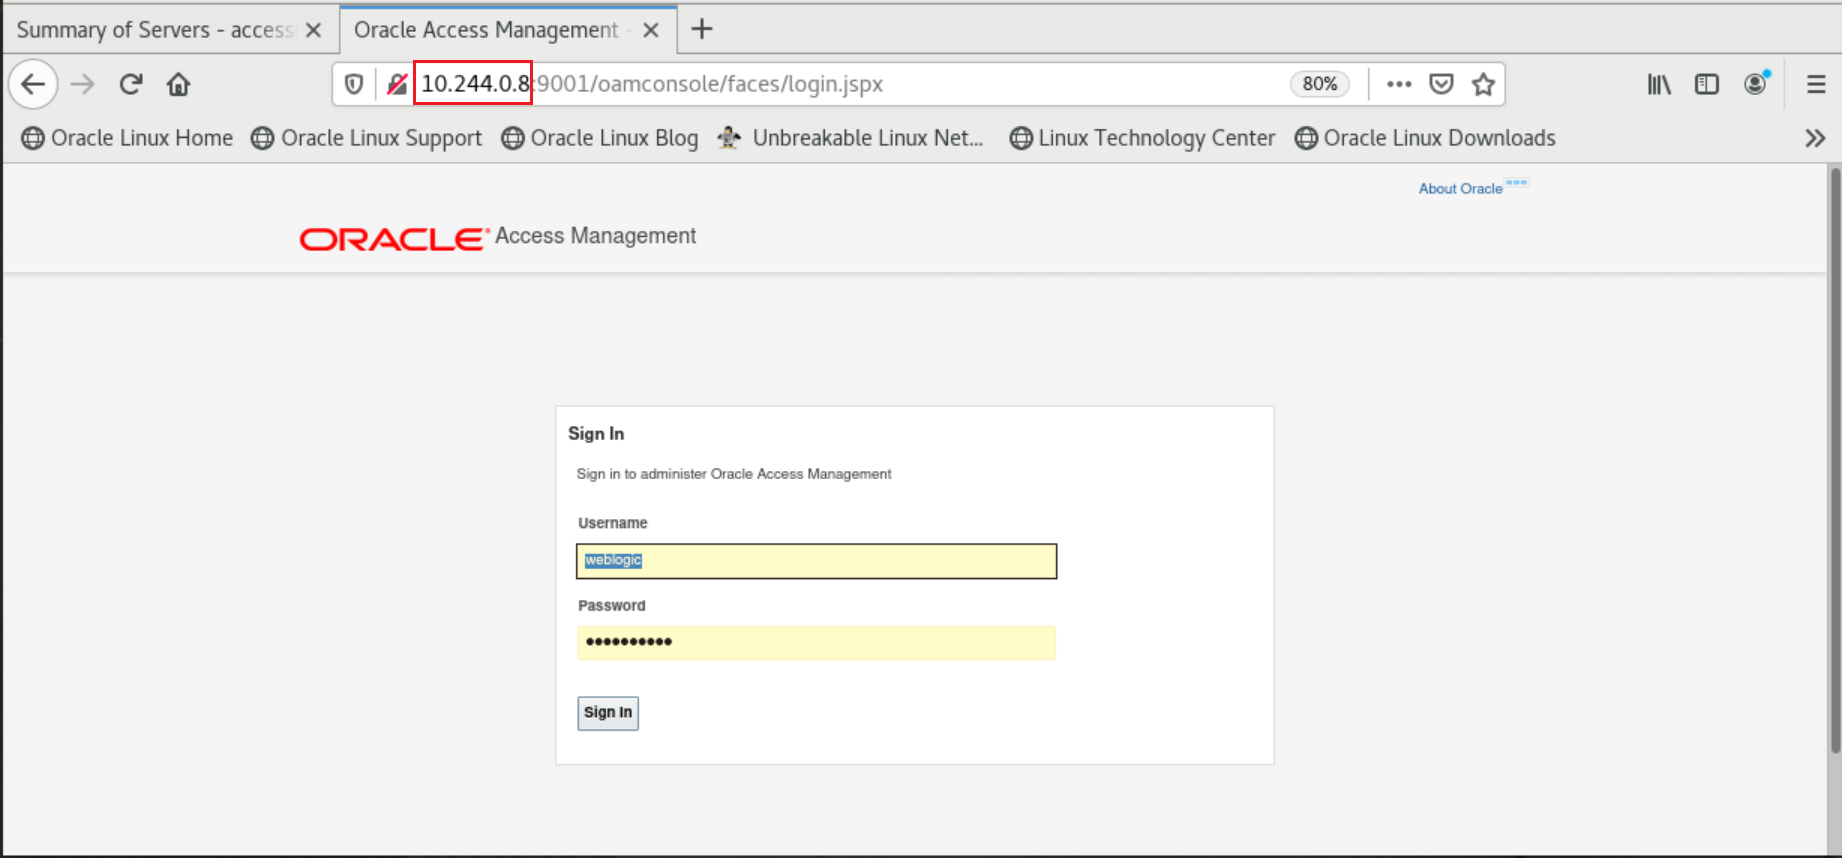 Summary of Servers - access
Oracle Access Management -
10.244.0.8:9001/oamconsole/faces/login.jspx
80%
Oracle Linux Home
Oracle Linux Support
Oracle Linux Blog
Unbreakable Linux Net...
Linux Technology Center
Oracle Linux Downloads
About Oracle
ORACLE® Access Management
Sign In
Sign in to administer Oracle Access Management
Username
weblogic
Password
••••••••••
Sign In